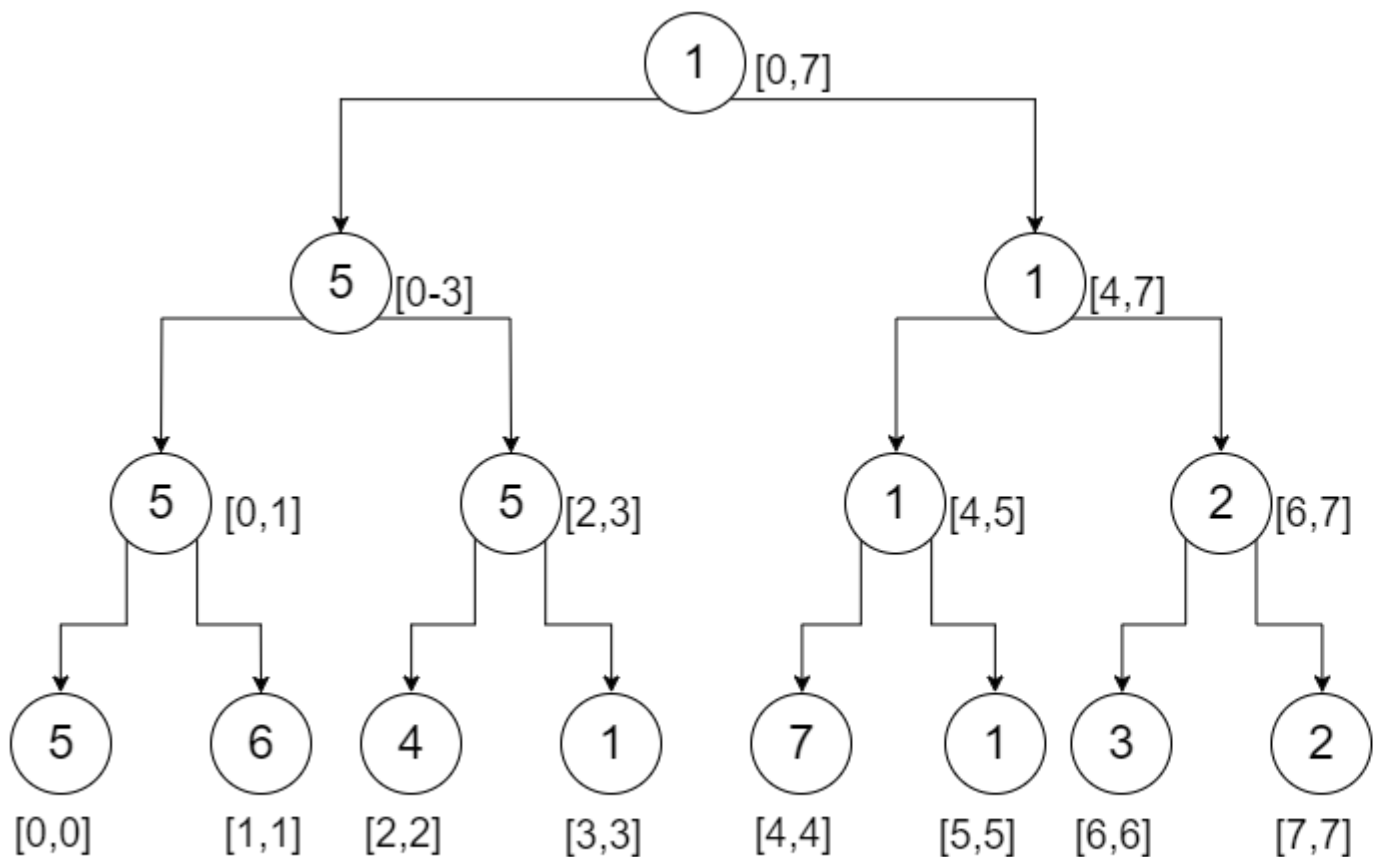 1 [0,7]
5 [0-3] 1 [4,7]
5 [0,1] 5 [2,3] 1 [4,5] 2 [6,7]
5 6 4 1 7 1 3 2
[0,0] [1,1] [2,2] [3,3] [4,4] [5,5] [6,6] [7,7]